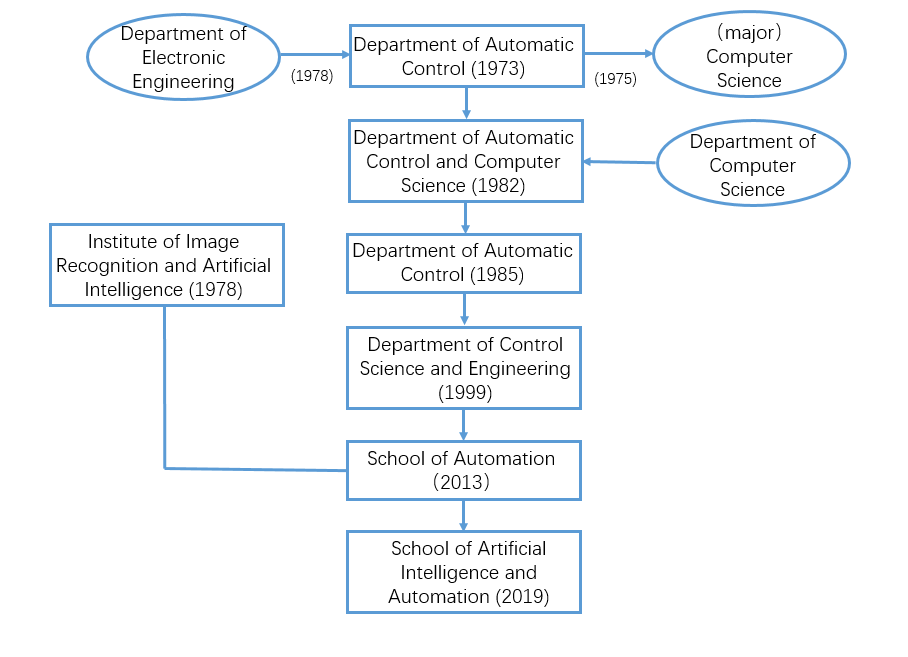 Department of
Electronic
Engineering
(1978)
Department of Automatic
Control (1973)
(1975)
（major）
Computer
Science
Department of Automatic
Control and Computer
Science (1982)
Department of
Computer
Science
Institute of Image
Recognition and Artificial
Intelligence (1978)
Department of Automatic
Control (1985)
Department of Control
Science and Engineering
(1999)
School of Automation
（2013）
School of Artificial
Intelligence and
Automation (2019)